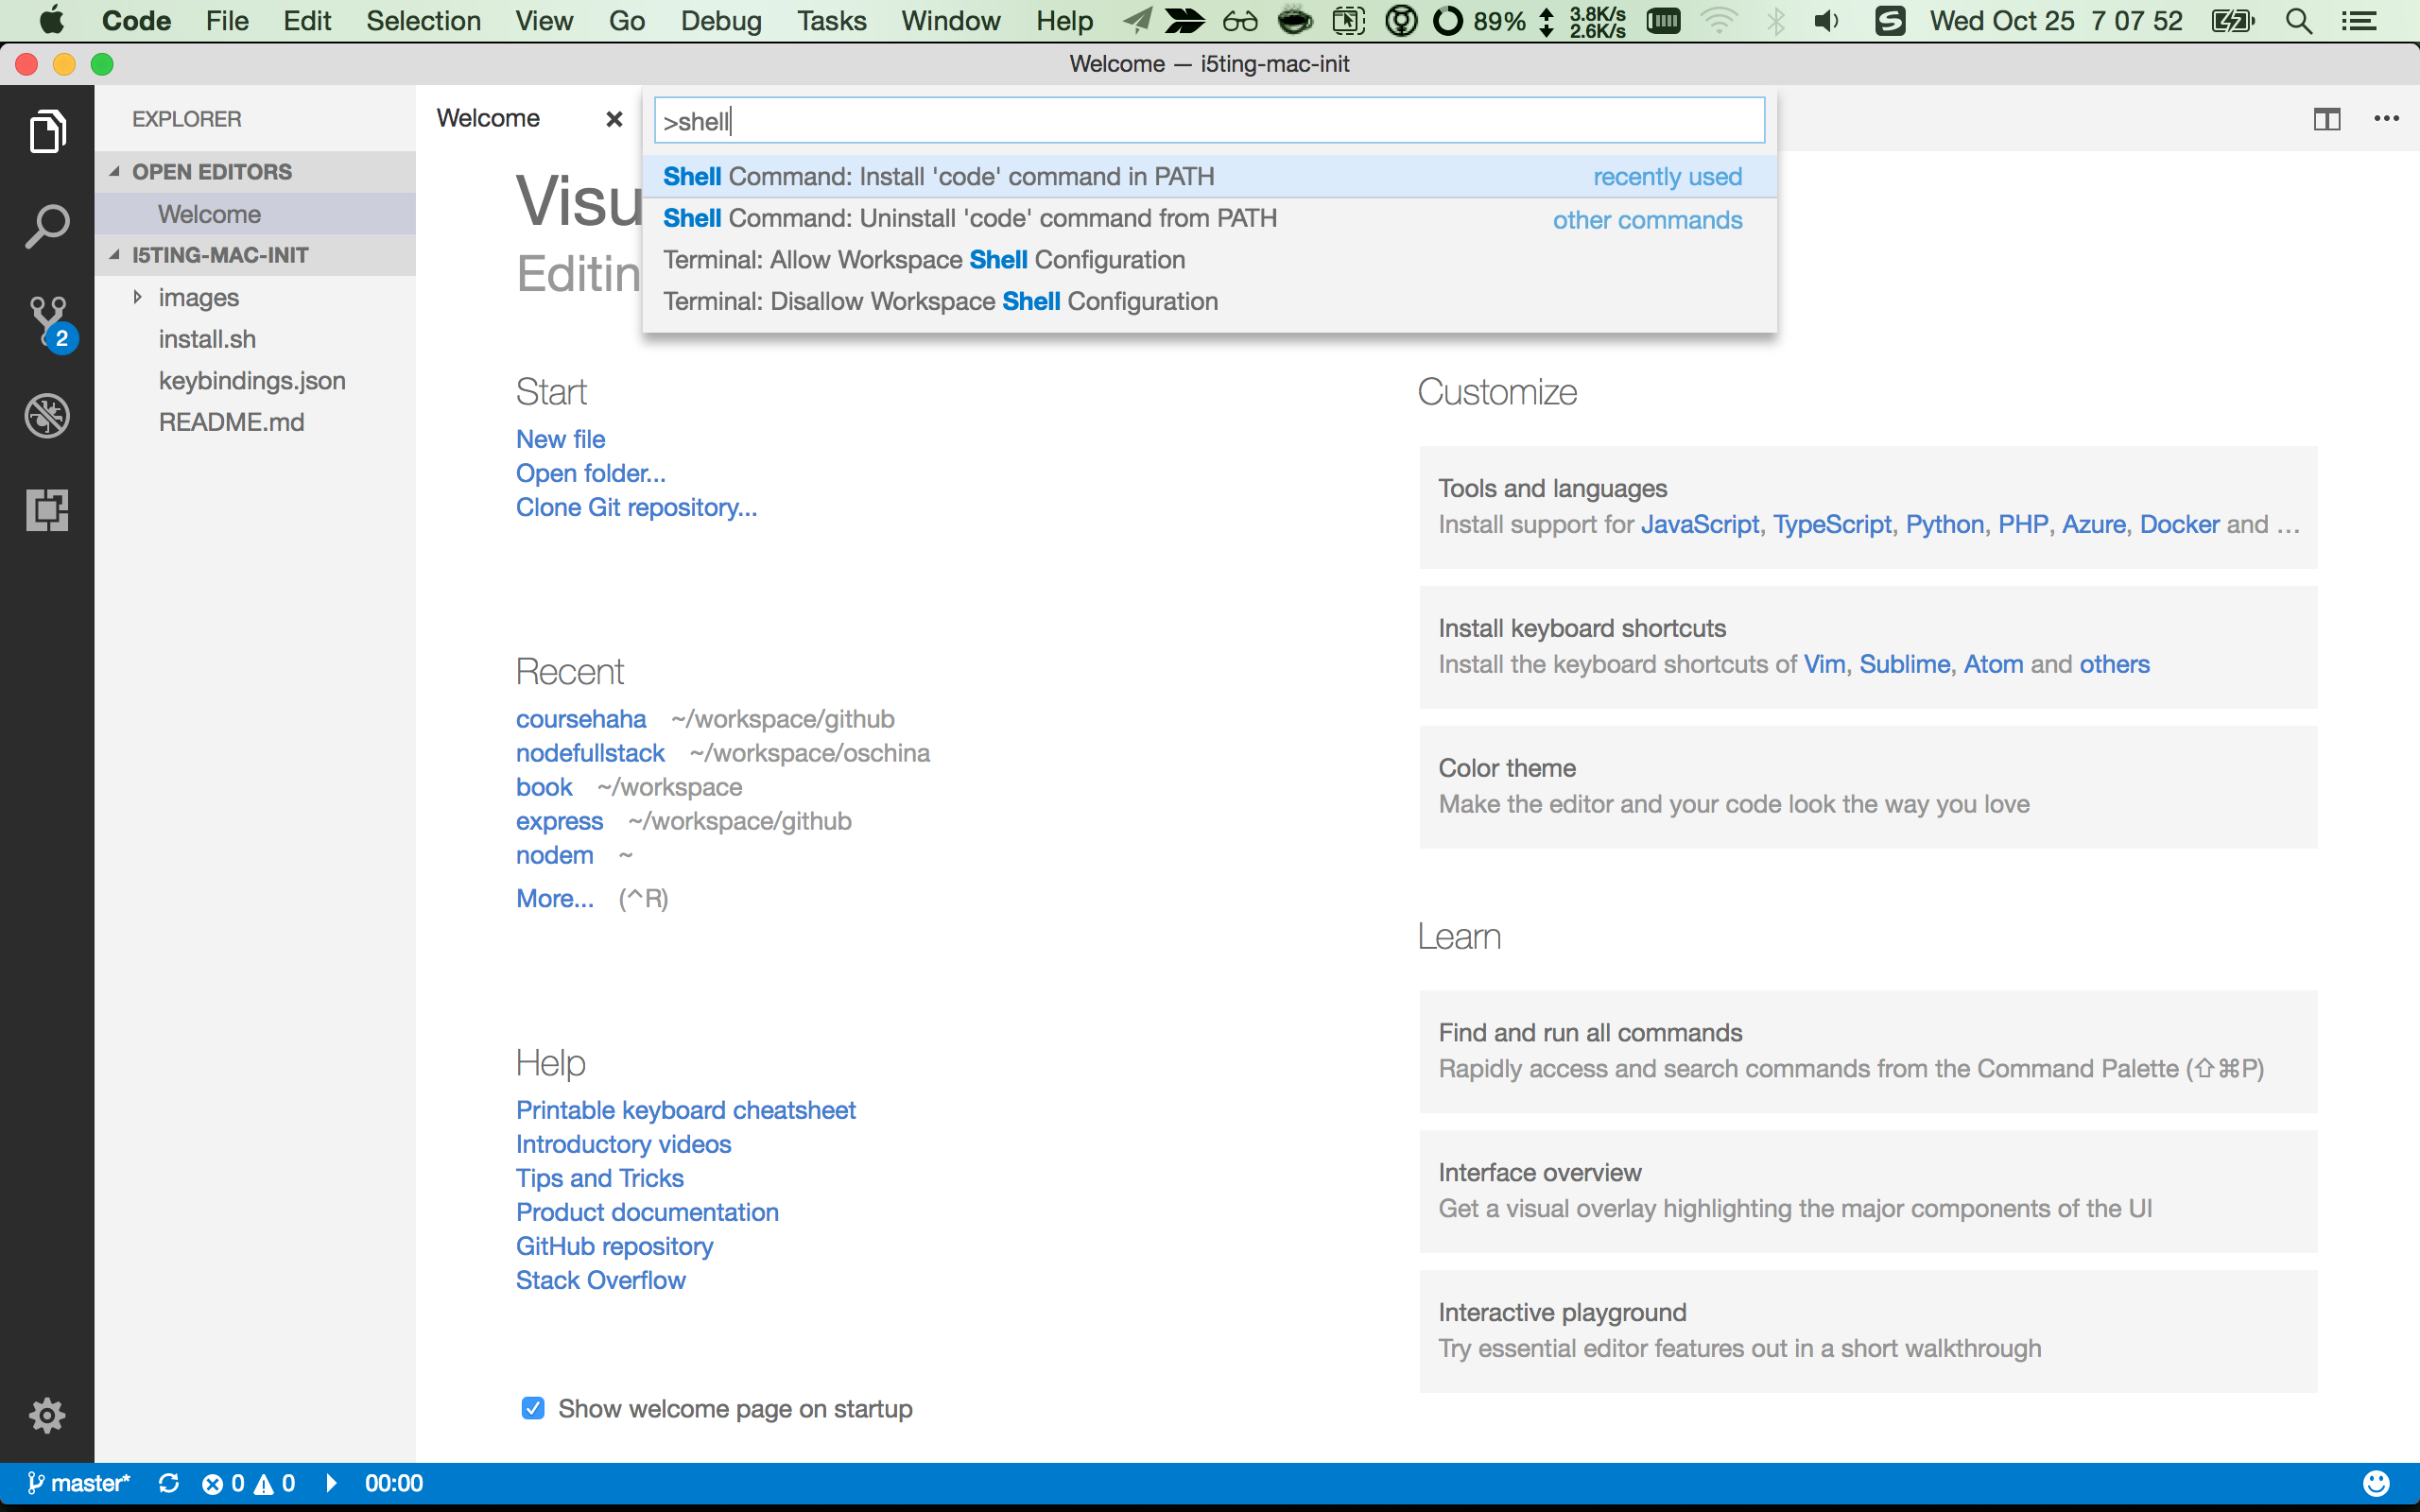 Code File Edit Selection View Go Debug Tasks Window Help 89% 3.8K/s 2.6K/s S Wed Oct 25 7 07 52
Welcome — i5ting-mac-init
EXPLORER
OPEN EDITORS
Welcome
I5TING-MAC-INIT
images
install.sh
keybindings.json
README.md
2
Welcome
>shell
Shell Command: Install 'code' command in PATH recently used
Shell Command: Uninstall 'code' command from PATH other commands
Terminal: Allow Workspace Shell Configuration
Terminal: Disallow Workspace Shell Configuration
Visu
Editin
Start
New file
Open folder...
Clone Git repository...
Recent
coursehaha ~/workspace/github
nodefullstack ~/workspace/oschina
book ~/workspace
express ~/workspace/github
nodem ~
More... (^R)
Help
Printable keyboard cheatsheet
Introductory videos
Tips and Tricks
Product documentation
GitHub repository
Stack Overflow
Show welcome page on startup
Customize
Tools and languages
Install support for JavaScript, TypeScript, Python, PHP, Azure, Docker and ...
Install keyboard shortcuts
Install the keyboard shortcuts of Vim, Sublime, Atom and others
Color theme
Make the editor and your code look the way you love
Learn
Find and run all commands
Rapidly access and search commands from the Command Palette (⇧⌘P)
Interface overview
Get a visual overlay highlighting the major components of the UI
Interactive playground
Try essential editor features out in a short walkthrough
master* 0 0 00:00